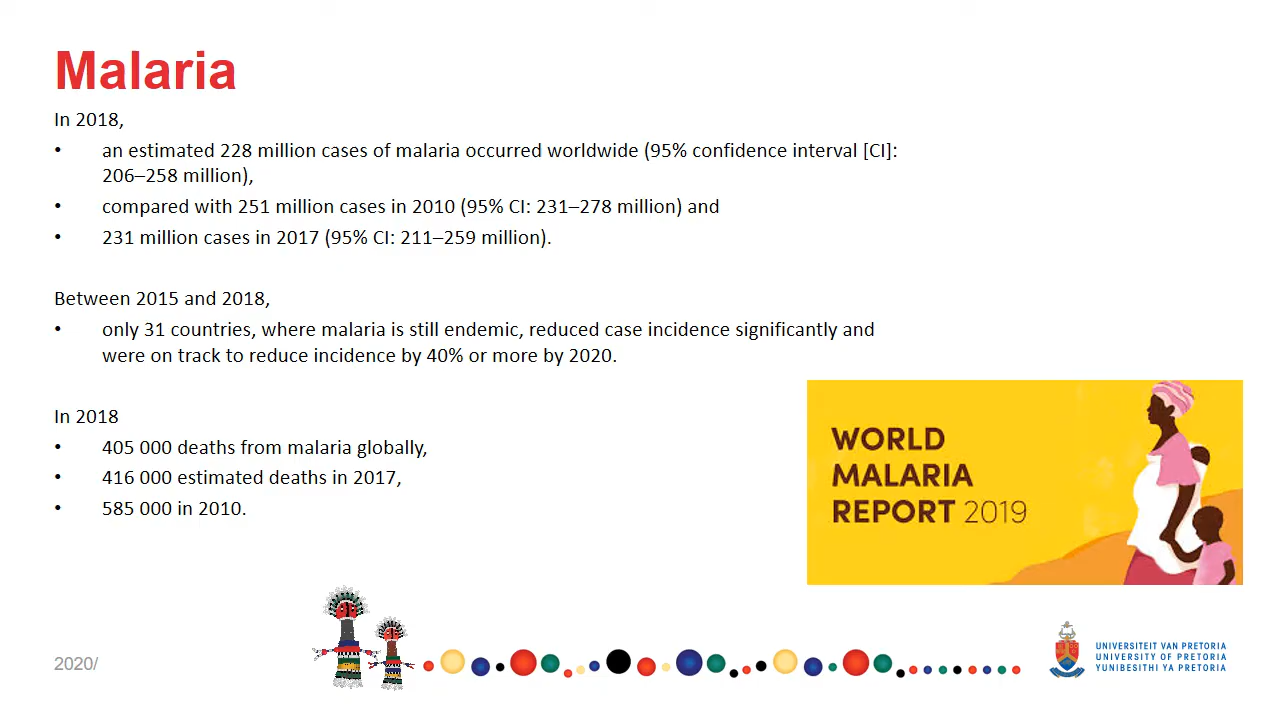 Malaria
In 2018,
• an estimated 228 million cases of malaria occurred worldwide (95% confidence interval [CI]:
206–258 million),
• compared with 251 million cases in 2010 (95% CI: 231–278 million) and
• 231 million cases in 2017 (95% CI: 211–259 million).
Between 2015 and 2018,
• only 31 countries, where malaria is still endemic, reduced case incidence significantly and
were on track to reduce incidence by 40% or more by 2020.
In 2018
• 405 000 deaths from malaria globally,
• 416 000 estimated deaths in 2017,
• 585 000 in 2010.
WORLD
MALARIA
REPORT 2019
2020/
UNIVERSITEIT VAN PRETORIA
UNIVERSITY OF PRETORIA
YUNIBESITHI YA PRETORIA